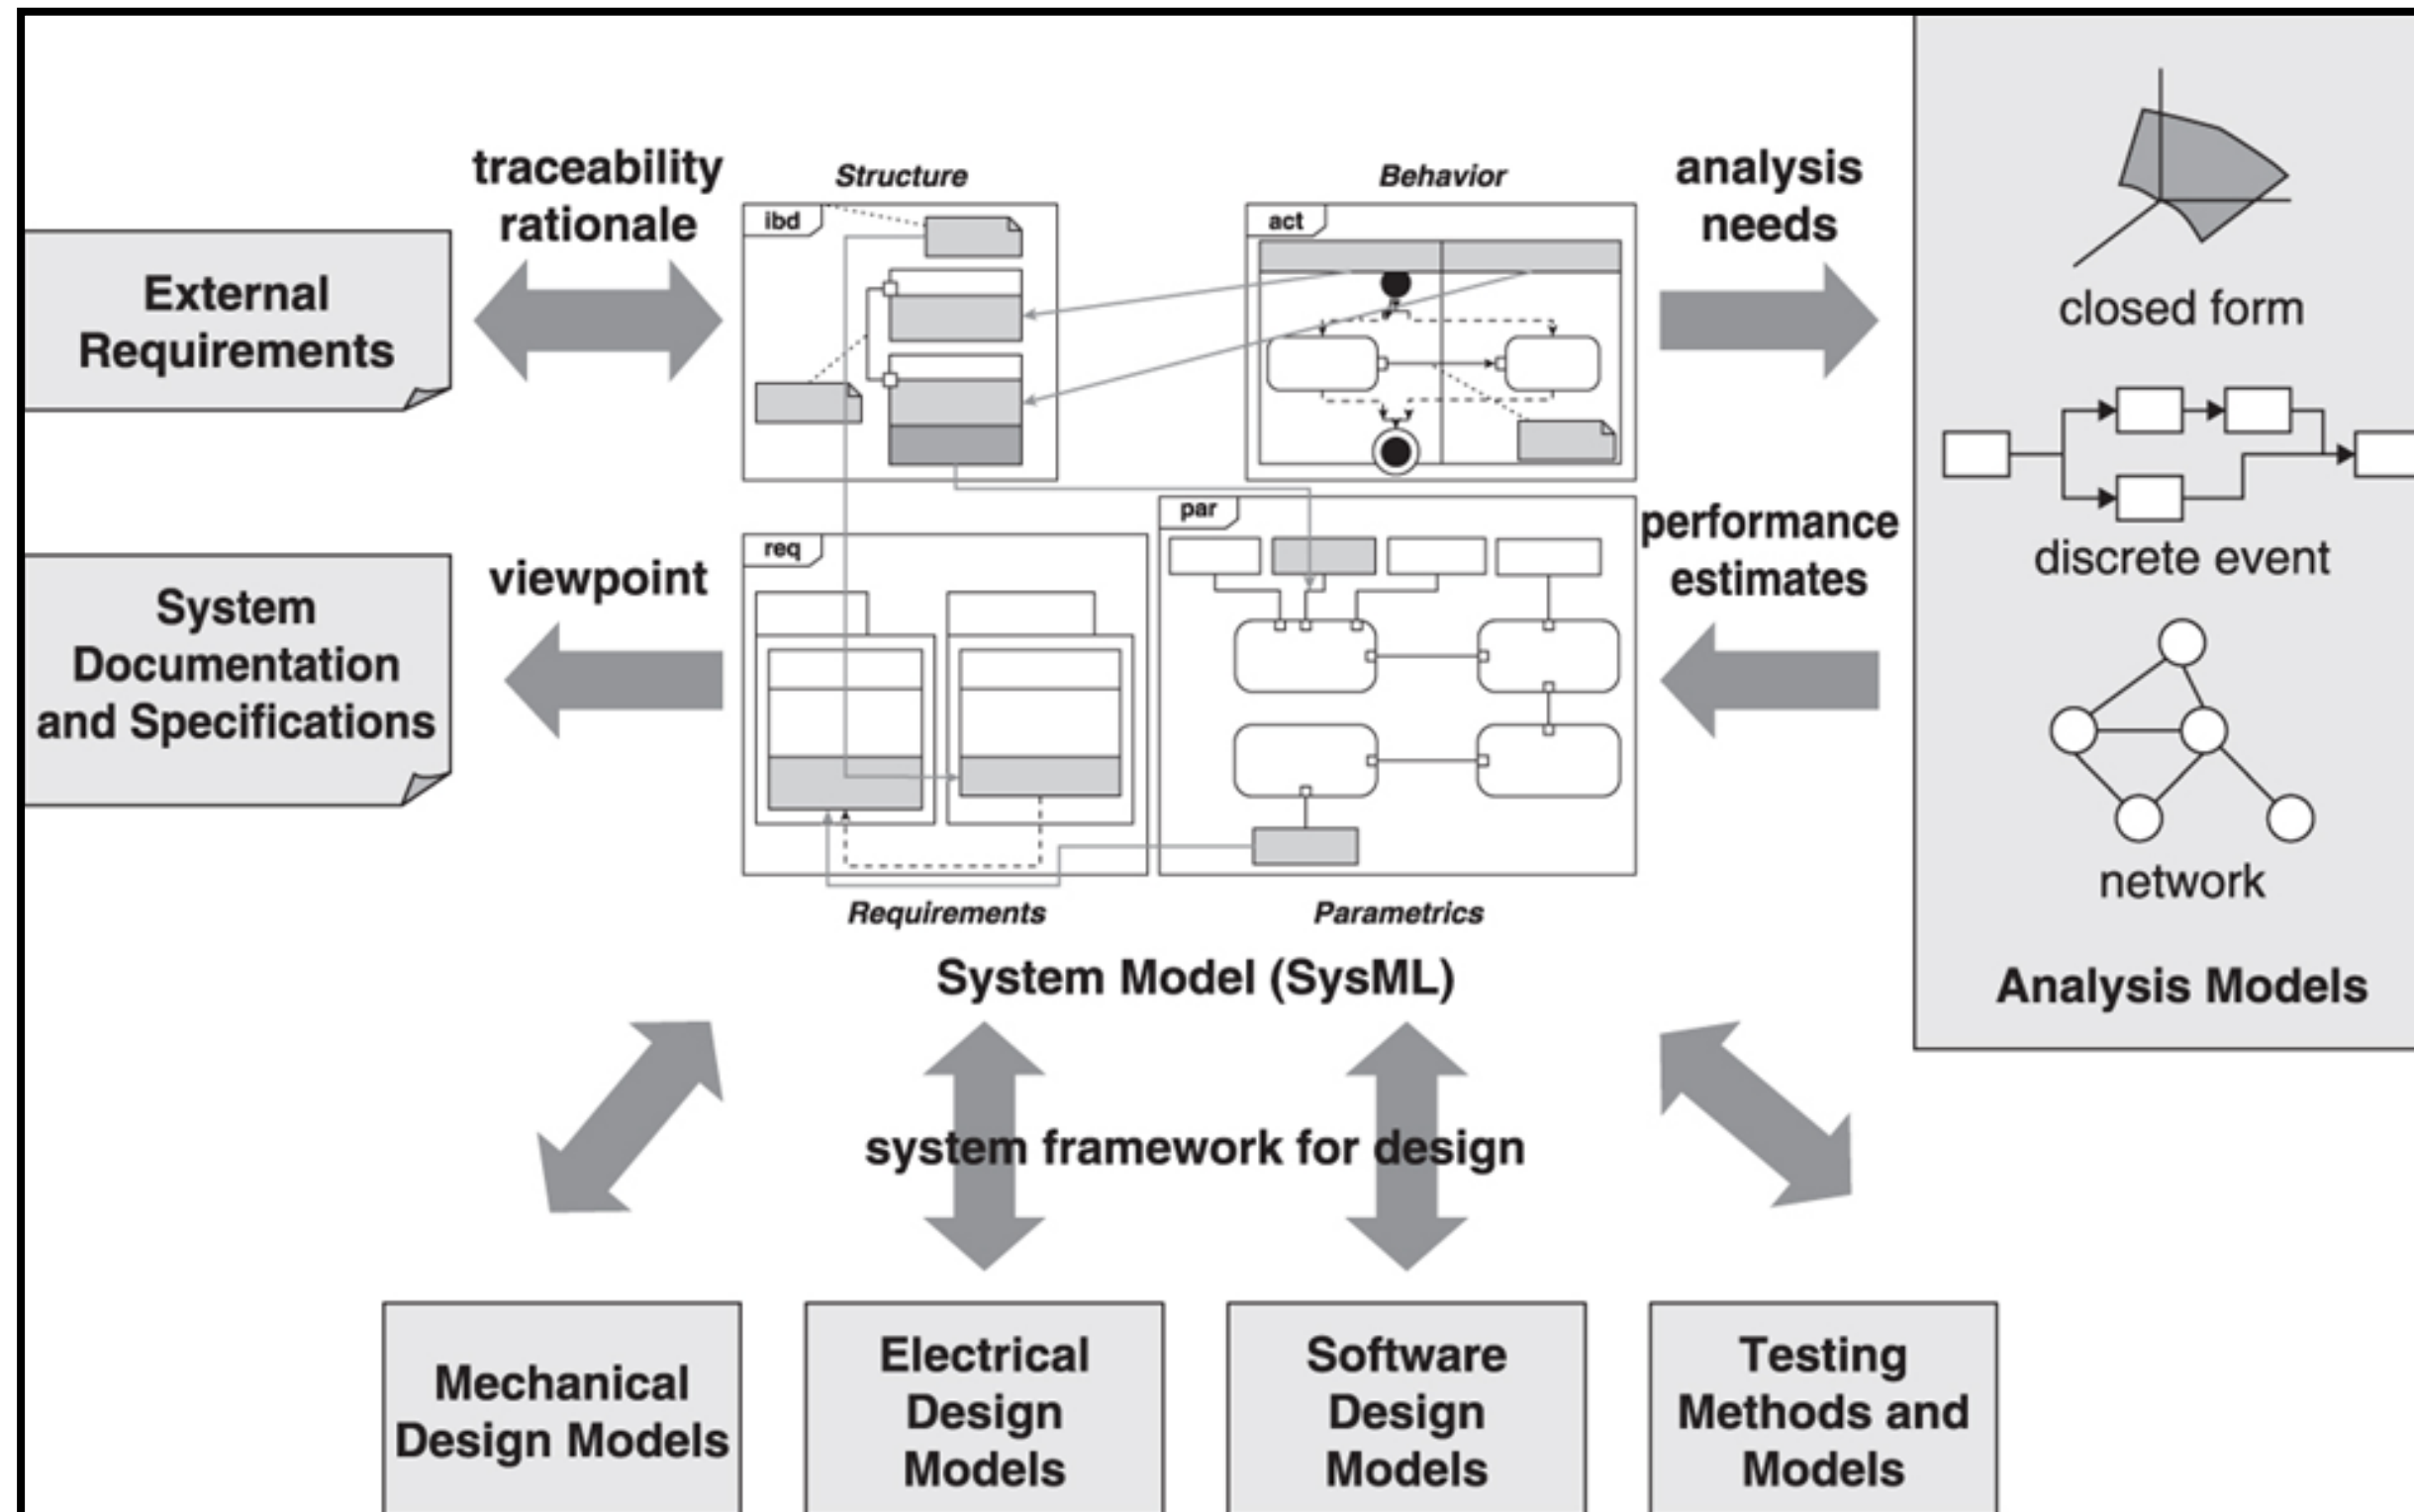 traceability
rationale
Structure
Behavior
analysis
needs
ibd
act
External
Requirements
closed form
par
performance
estimates
req
viewpoint
discrete event
System
Documentation
and Specifications
network
Requirements
Parametrics
System Model (SysML)
Analysis Models
system framework for design
Mechanical
Design Models
Electrical
Design
Models
Software
Design
Models
Testing
Methods and
Models